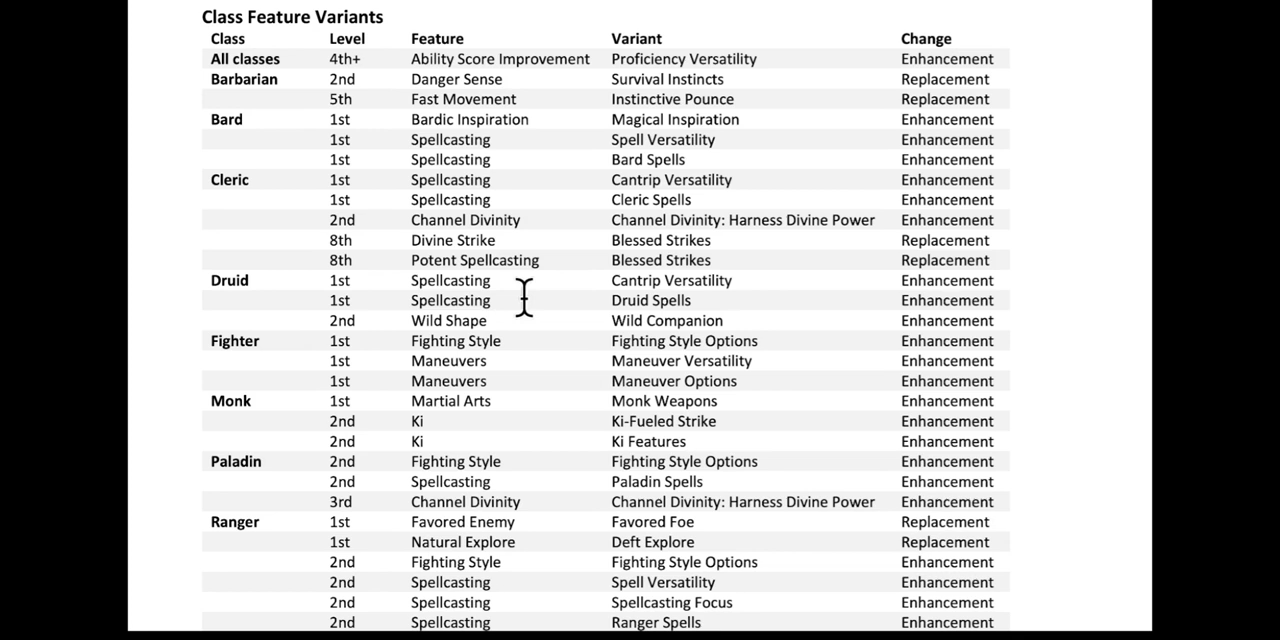 Class Feature Variants
Class Level Feature Variant Change
All classes 4th+ Ability Score Improvement Proficiency Versatility Enhancement
Barbarian 2nd Danger Sense Survival Instincts Replacement
5th Fast Movement Instinctive Pounce Replacement
Bard 1st Bardic Inspiration Magical Inspiration Enhancement
1st Spellcasting Spell Versatility Enhancement
1st Spellcasting Bard Spells Enhancement
Cleric 1st Spellcasting Cantrip Versatility Enhancement
1st Spellcasting Cleric Spells Enhancement
2nd Channel Divinity Channel Divinity: Harness Divine Power Enhancement
8th Divine Strike Blessed Strikes Replacement
8th Potent Spellcasting Blessed Strikes Replacement
Druid 1st Spellcasting Cantrip Versatility Enhancement
1st Spellcasting Druid Spells Enhancement
2nd Wild Shape Wild Companion Enhancement
Fighter 1st Fighting Style Fighting Style Options Enhancement
1st Maneuvers Maneuver Versatility Enhancement
1st Maneuvers Maneuver Options Enhancement
Monk 1st Martial Arts Monk Weapons Enhancement
2nd Ki Ki-Fueled Strike Enhancement
2nd Ki Ki Features Enhancement
Paladin 2nd Fighting Style Fighting Style Options Enhancement
2nd Spellcasting Paladin Spells Enhancement
3rd Channel Divinity Channel Divinity: Harness Divine Power Enhancement
Ranger 1st Favored Enemy Favored Foe Replacement
1st Natural Explore Deft Explore Replacement
2nd Fighting Style Fighting Style Options Enhancement
2nd Spellcasting Spell Versatility Enhancement
2nd Spellcasting Spellcasting Focus Enhancement
2nd Spellcasting Ranger Spells Enhancement